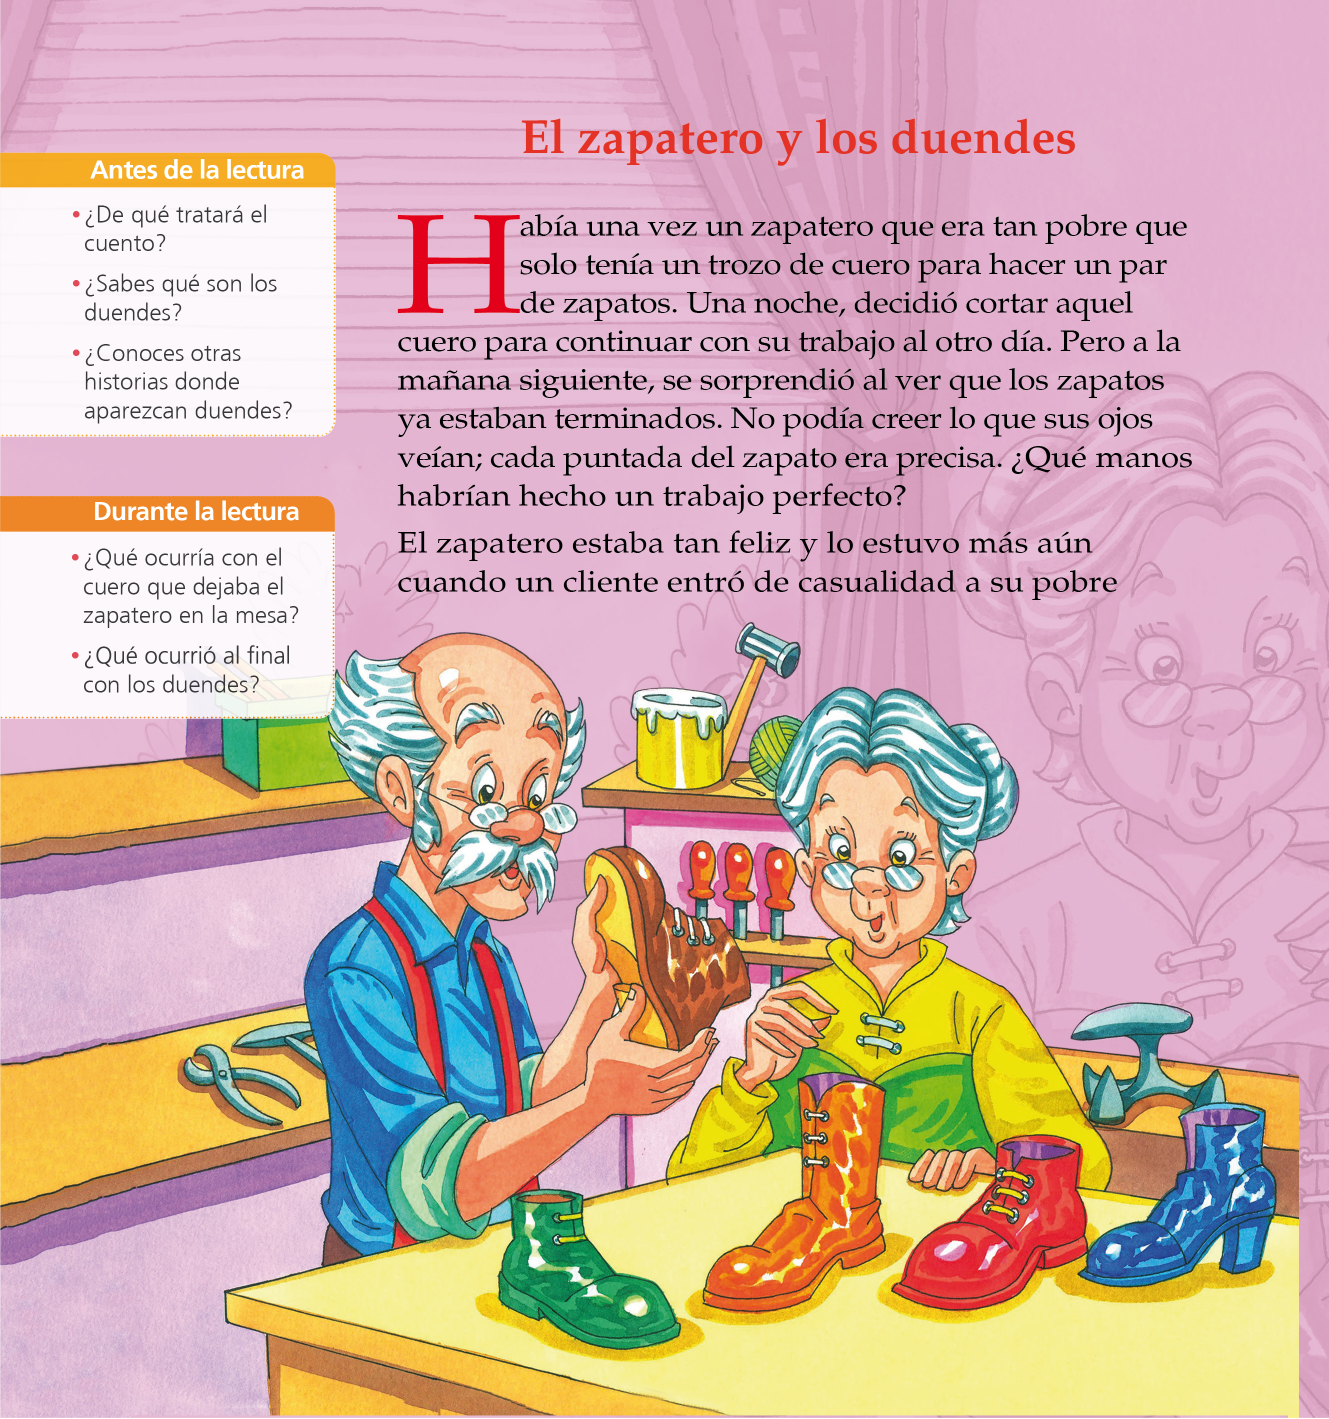 El zapatero y los duendes
Antes de la lectura
• ¿De qué tratará el
cuento?
• ¿Sabes qué son los
duendes?
• ¿Conoces otras
historias donde
aparezcan duendes?
Durante la lectura
• ¿Qué ocurría con el
cuero que dejaba el
zapatero en la mesa?
• ¿Qué ocurrió al final
con los duendes?
Había una vez un zapatero que era tan pobre que
solo tenía un trozo de cuero para hacer un par
de zapatos. Una noche, decidió cortar aquel
cuero para continuar con su trabajo al otro día. Pero a la
mañana siguiente, se sorprendió al ver que los zapatos
ya estaban terminados. No podía creer lo que sus ojos
veían; cada puntada del zapato era precisa. ¿Qué manos
habrían hecho un trabajo perfecto?
El zapatero estaba tan feliz y lo estuvo más aún
cuando un cliente entró de casualidad a su pobre